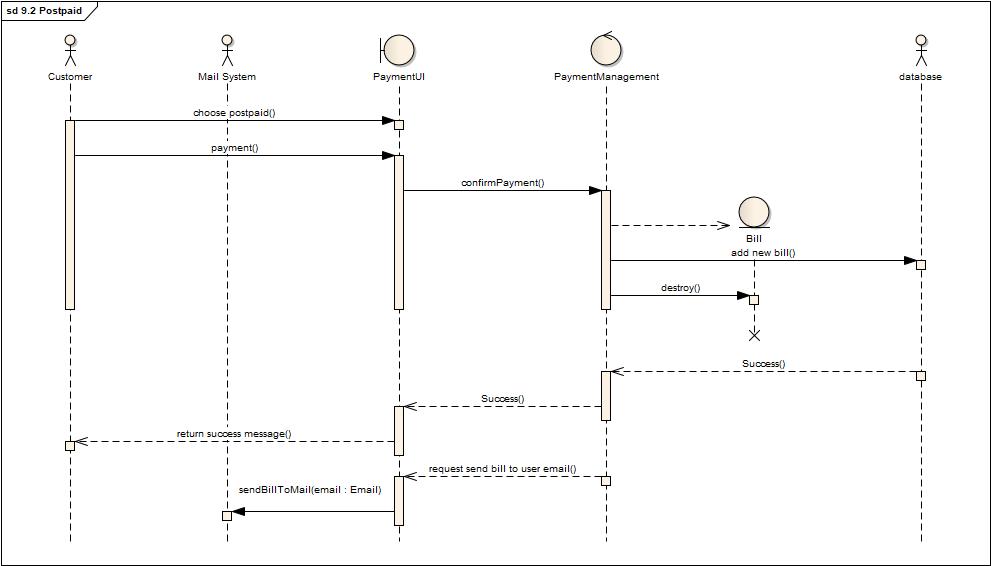 sd 9.2 Postpaid
Customer
Mail System
PaymentUI
PaymentManagement
database
choose postpaid()
payment()
confirmPayment()
Bill
add new bill()
destroy()
Success()
Success()
return success message()
request send bill to user email()
sendBillToMail(email : Email)